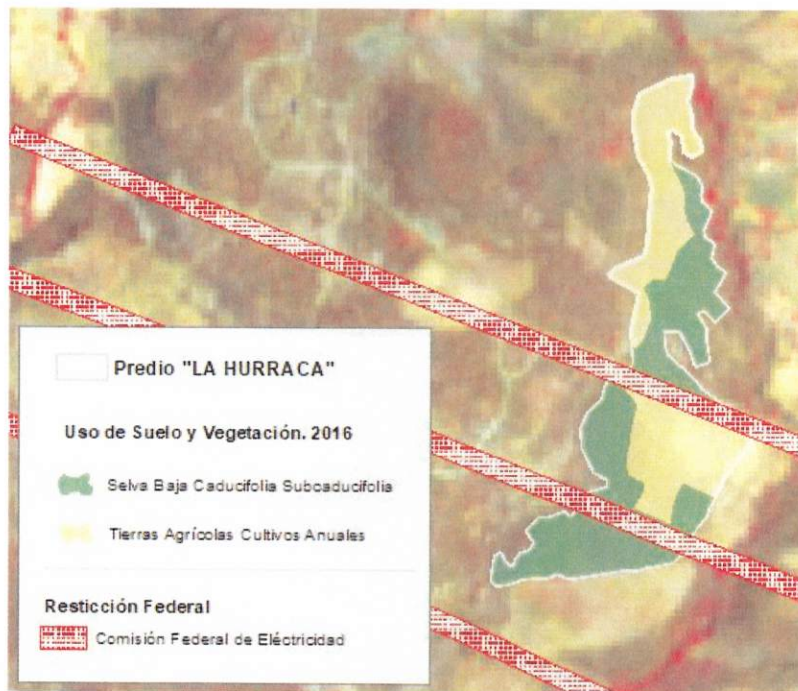 Predio "LA HURRACA"
Uso de Suelo y Vegetación. 2016
Selva Baja Caducifolia Subcaducifolia
Tierras Agrícolas Cultivos Anuales
Resticción Federal
Comisión Federal de Eléctricidad